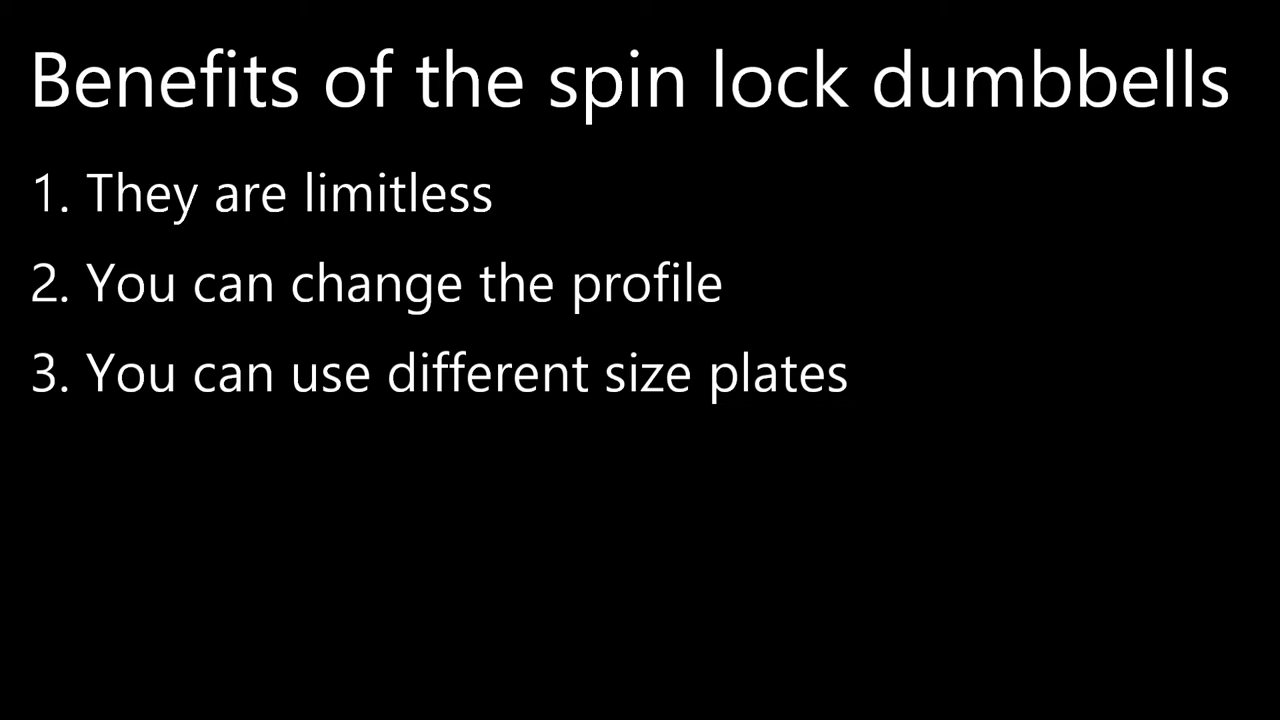 Benefits of the spin lock dumbbells
1. They are limitless
2. You can change the profile
3. You can use different size plates